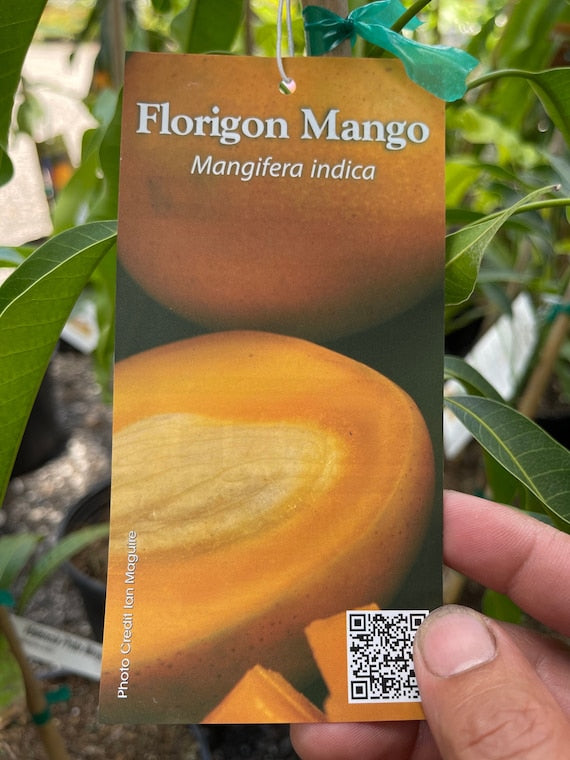 Florigon Mango
Mangifera indica
Photo Credit Ian Maguire